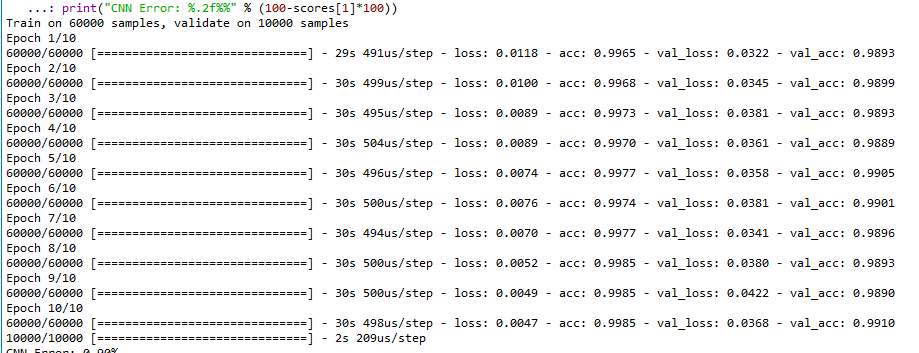 ...: print("CNN Error: %.2f%%" % (100-scores[1]*100))
Train on 60000 samples, validate on 10000 samples
Epoch 1/10
60000/60000 [==============================] - 29s 491us/step - loss: 0.0118 - acc: 0.9965 - val_loss: 0.0322 - val_acc: 0.9893
Epoch 2/10
60000/60000 [==============================] - 30s 499us/step - loss: 0.0100 - acc: 0.9968 - val_loss: 0.0345 - val_acc: 0.9899
Epoch 3/10
60000/60000 [==============================] - 30s 495us/step - loss: 0.0089 - acc: 0.9973 - val_loss: 0.0381 - val_acc: 0.9893
Epoch 4/10
60000/60000 [==============================] - 30s 504us/step - loss: 0.0089 - acc: 0.9970 - val_loss: 0.0361 - val_acc: 0.9889
Epoch 5/10
60000/60000 [==============================] - 30s 496us/step - loss: 0.0074 - acc: 0.9977 - val_loss: 0.0358 - val_acc: 0.9905
Epoch 6/10
60000/60000 [==============================] - 30s 500us/step - loss: 0.0076 - acc: 0.9974 - val_loss: 0.0381 - val_acc: 0.9901
Epoch 7/10
60000/60000 [==============================] - 30s 494us/step - loss: 0.0070 - acc: 0.9977 - val_loss: 0.0341 - val_acc: 0.9896
Epoch 8/10
60000/60000 [==============================] - 30s 500us/step - loss: 0.0052 - acc: 0.9985 - val_loss: 0.0380 - val_acc: 0.9893
Epoch 9/10
60000/60000 [==============================] - 30s 500us/step - loss: 0.0049 - acc: 0.9985 - val_loss: 0.0422 - val_acc: 0.9890
Epoch 10/10
60000/60000 [==============================] - 30s 498us/step - loss: 0.0047 - acc: 0.9985 - val_loss: 0.0368 - val_acc: 0.9910
10000/10000 [==============================] - 2s 209us/step
CNN Error: 0.90%